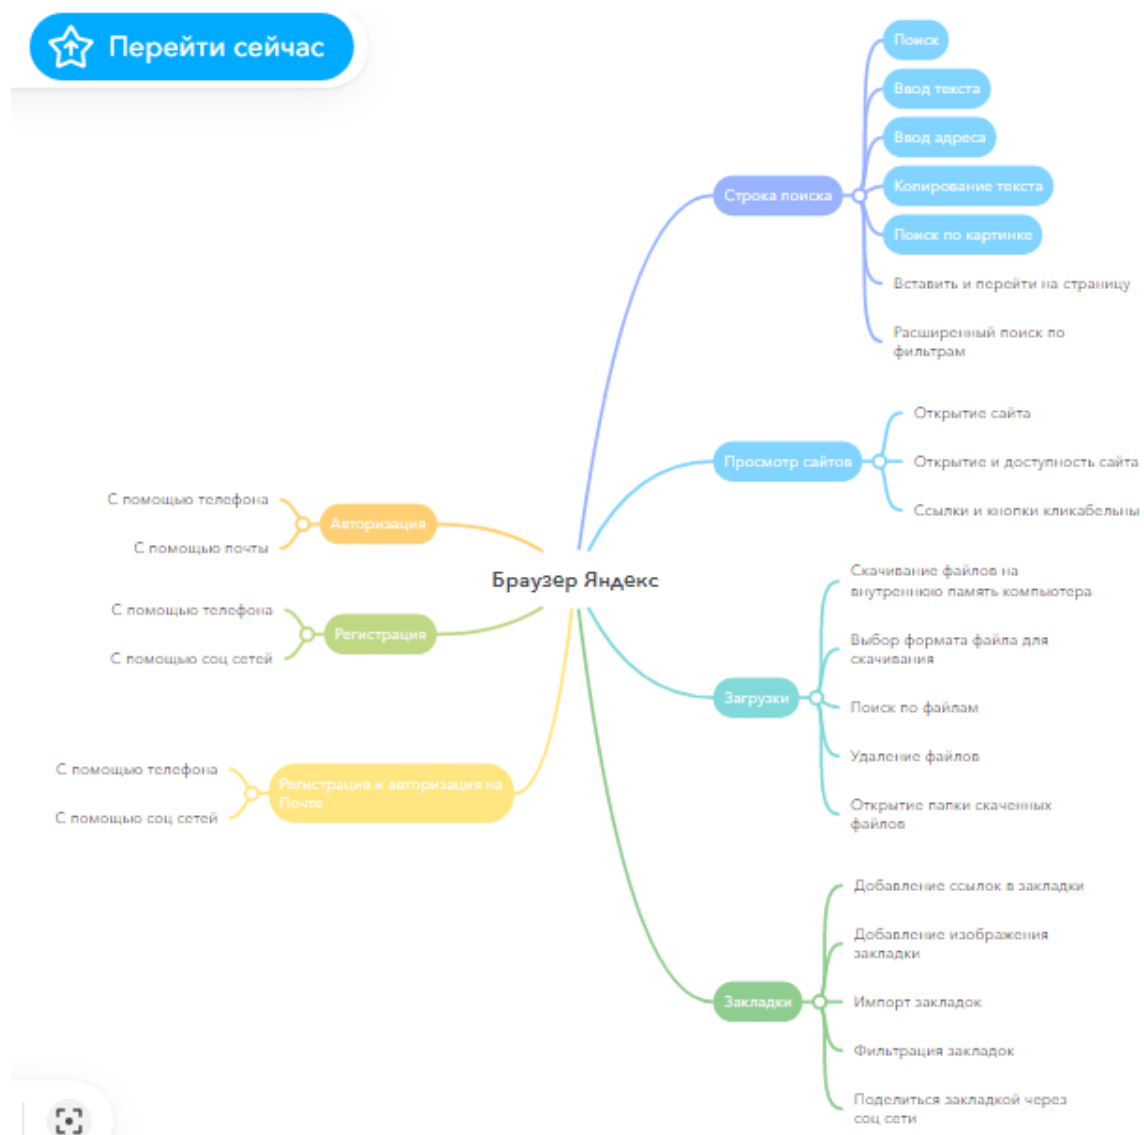 Перейти сейчас
Поиск
Ввод текста
Ввод адреса
Копирование текста
Поиск по картинке
Вставить и перейти на страницу
Расширенный поиск по
фильтрам
Строка поиска
Открытие сайта
Открытие и доступность сайта
Ссылки и кнопки кликабельны
Просмотр сайтов
С помощью телефона
С помощью почты
Авторизация
Браузер Яндекс
С помощью телефона
С помощью соц сетей
Регистрация
С помощью телефона
С помощью соц сетей
Регистрация и авторизация на
Почте
Скачивание файлов на
внутреннюю память компьютера
Выбор формата файла для
скачивания
Поиск по файлам
Удаление файлов
Открытие папки скаченных
файлов
Загрузки
Добавление ссылок в закладки
Добавление изображения
закладки
Импорт закладок
Фильтрация закладок
Поделиться закладкой через
соц сети
Закладки